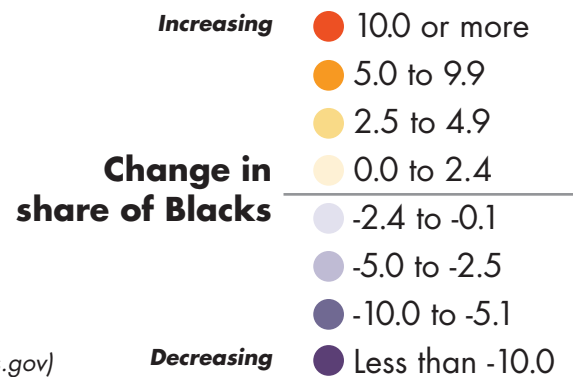 Increasing
10.0 or more
5.0 to 9.9
2.5 to 4.9
0.0 to 2.4
Change in
share of Blacks
-2.4 to -0.1
-5.0 to -2.5
-10.0 to -5.1
Decreasing
Less than -10.0
.gov)